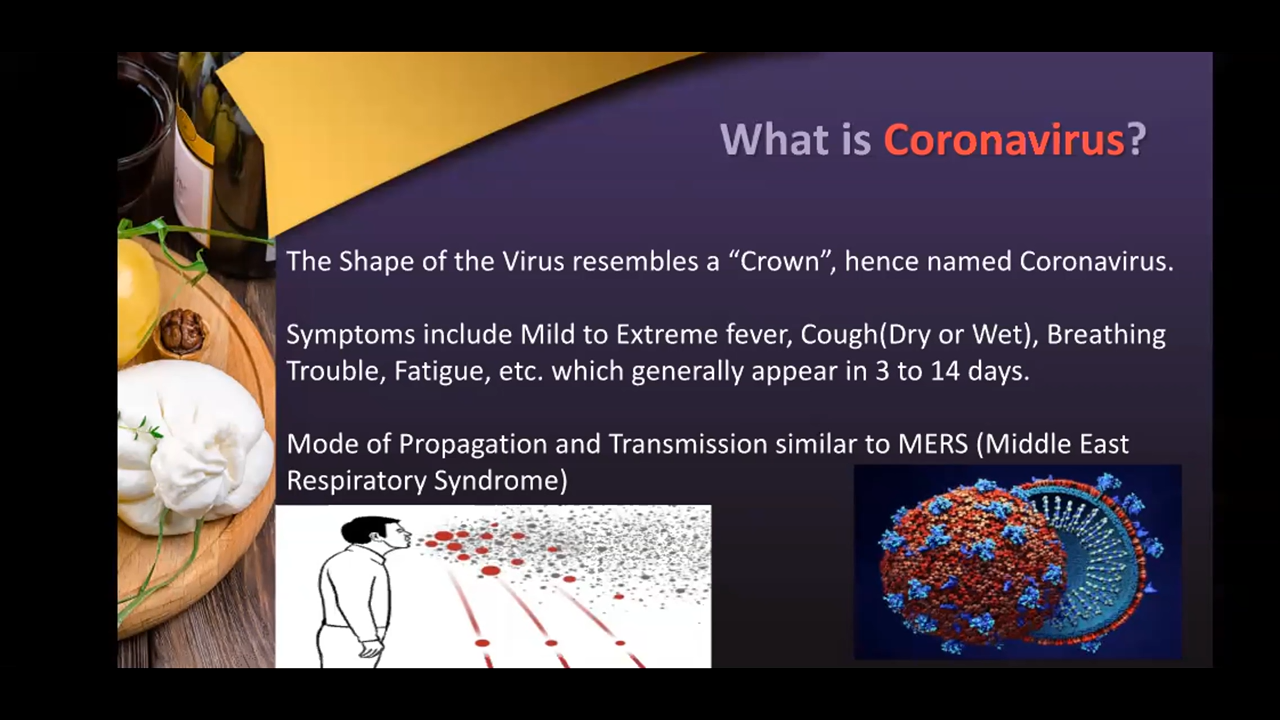 What is Coronavirus?
The Shape of the Virus resembles a “Crown”, hence named Coronavirus.
Symptoms include Mild to Extreme fever, Cough(Dry or Wet), Breathing
Trouble, Fatigue, etc. which generally appear in 3 to 14 days.
Mode of Propagation and Transmission similar to MERS (Middle East
Respiratory Syndrome)